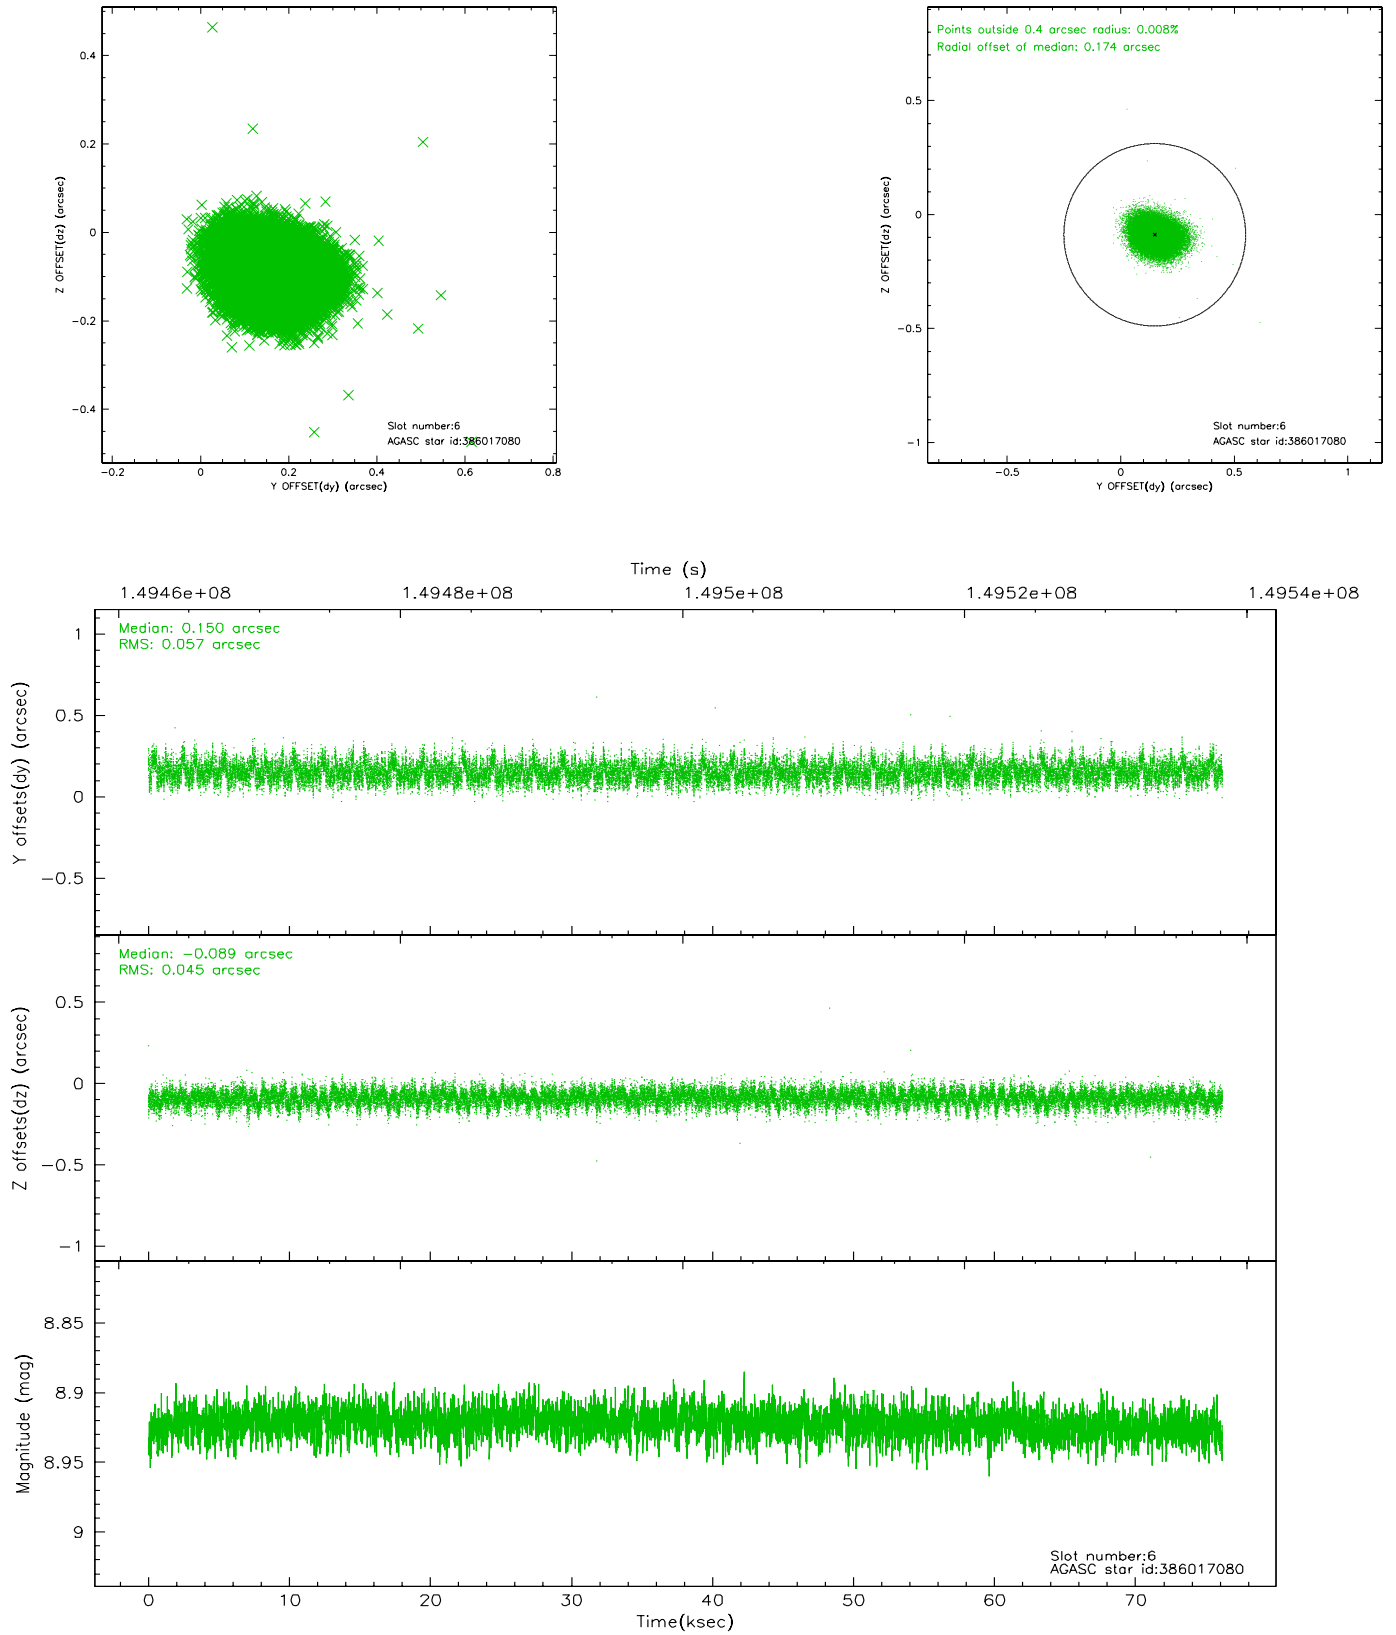 0.4
0.2
0
−0.2
−0.4
Z OFFSET(dz) (arcsec)
Slot number:6
AGASC star id:386017080
−0.2
0
0.2
0.4
0.6
0.8
Y OFFSET(dy) (arcsec)
Points outside 0.4 arcsec radius: 0.008%
Radial offset of median: 0.174 arcsec
0.5
0
−0.5
−1
Z OFFSET(dz) (arcsec)
Slot number:6
AGASC star id:386017080
−0.5
0
0.5
1
Y OFFSET(dy) (arcsec)
Time (s)
1.4946e+08
1.4948e+08
1.495e+08
1.4952e+08
1.4954e+08
Median: 0.150 arcsec
RMS: 0.057 arcsec
1
0.5
0
−0.5
Y offsets(dy) (arcsec)
Median: −0.089 arcsec
RMS: 0.045 arcsec
0.5
0
−0.5
−1
Z offsets(dz) (arcsec)
8.85
8.9
8.95
9
Magnitude (mag)
Slot number:6
AGASC star id:386017080
0
10
20
30
40
50
60
70
Time(ksec)